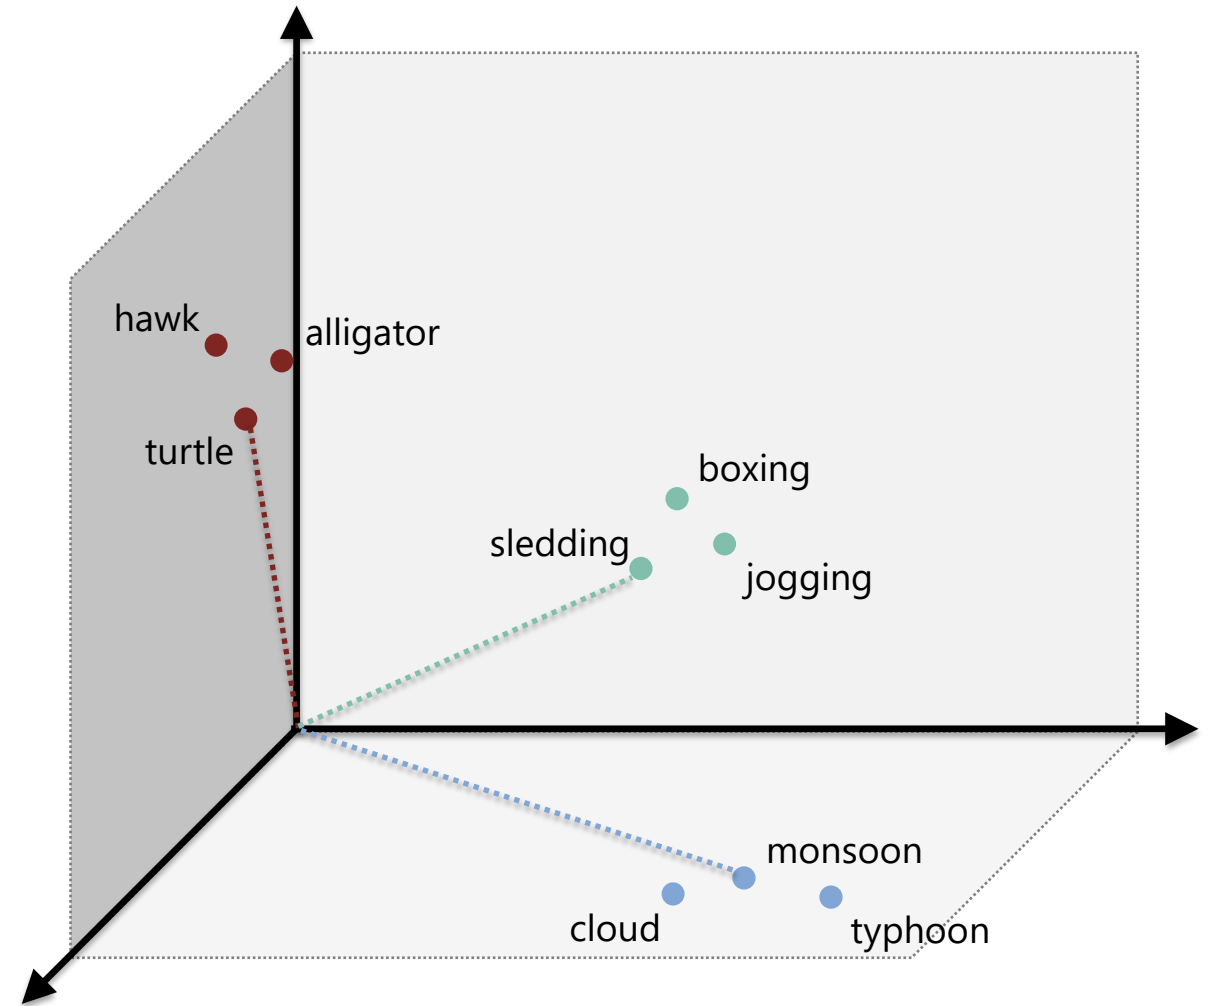 hawk
alligator
turtle
boxing
sledding
jogging
monsoon
cloud
typhoon